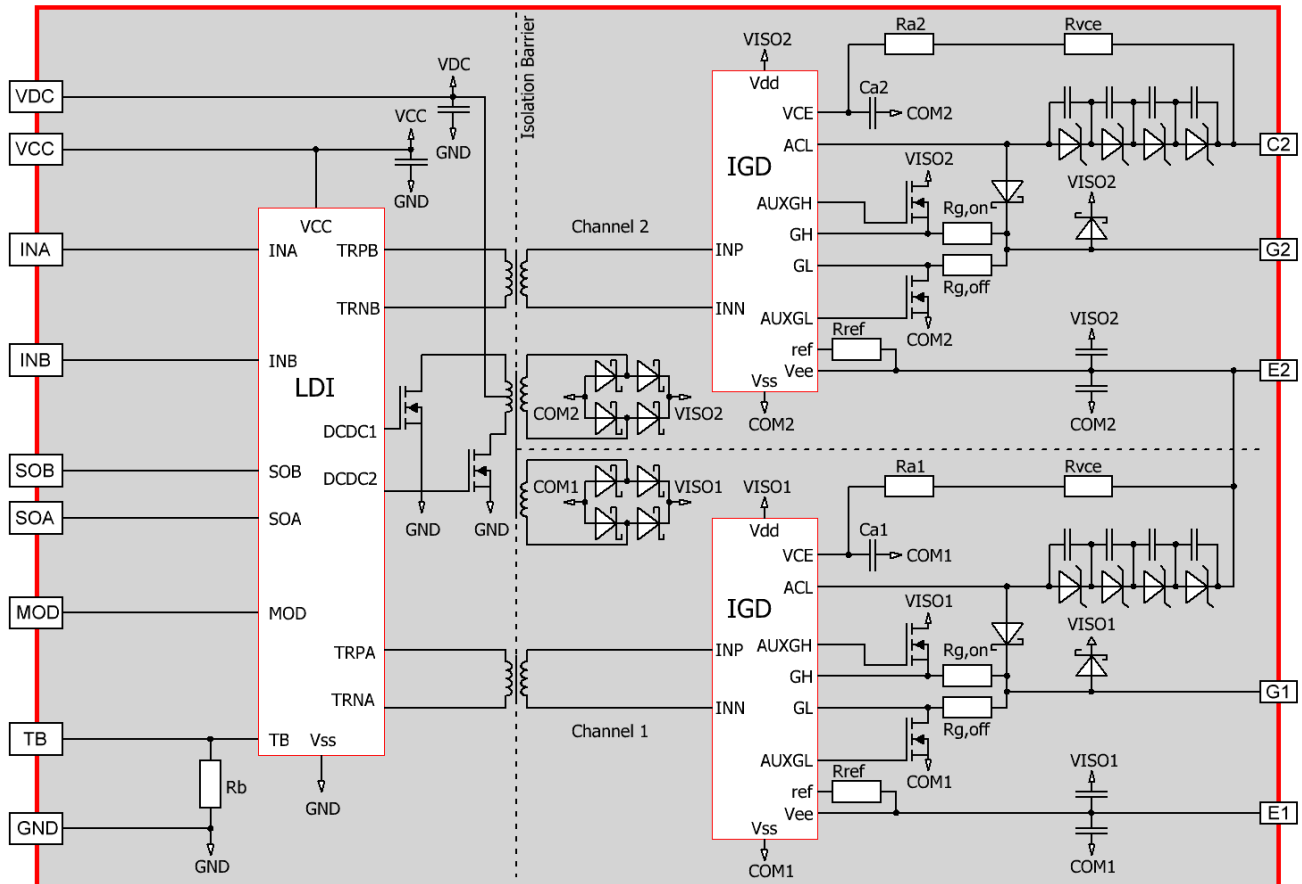 VDC
VCC
INA
INB
SOB
SOA
MOD
TB
GND
VDC
GND
VCC
GND
VCC
INA
INB
LDI
SOB
SOA
MOD
TB
Vss
GND
TRPB
TRNB
DCDC1
DCDC2
TRPA
TRNA
Rb
GND
GND
GND
Isolation Barrier
Channel 2
COM2
VISO2
COM1
VISO1
Channel 1
VISO2
Vdd
VCE
ACL
IGD
AUXGH
INP
GH
GL
INN
AUXGL
ref
Vee
Vss
COM2
Ra2
Rvce
Ca2
COM2
VISO2
Rg,on
Rg,off
COM2
Rref
VISO2
VISO2
COM2
C2
G2
E2
VISO1
Vdd
VCE
ACL
IGD
AUXGH
INP
GH
GL
INN
AUXGL
ref
Vee
Vss
COM1
Ra1
Rvce
Ca1
COM1
VISO1
Rg,on
Rg,off
COM1
Rref
VISO1
VISO1
COM1
G1
E1